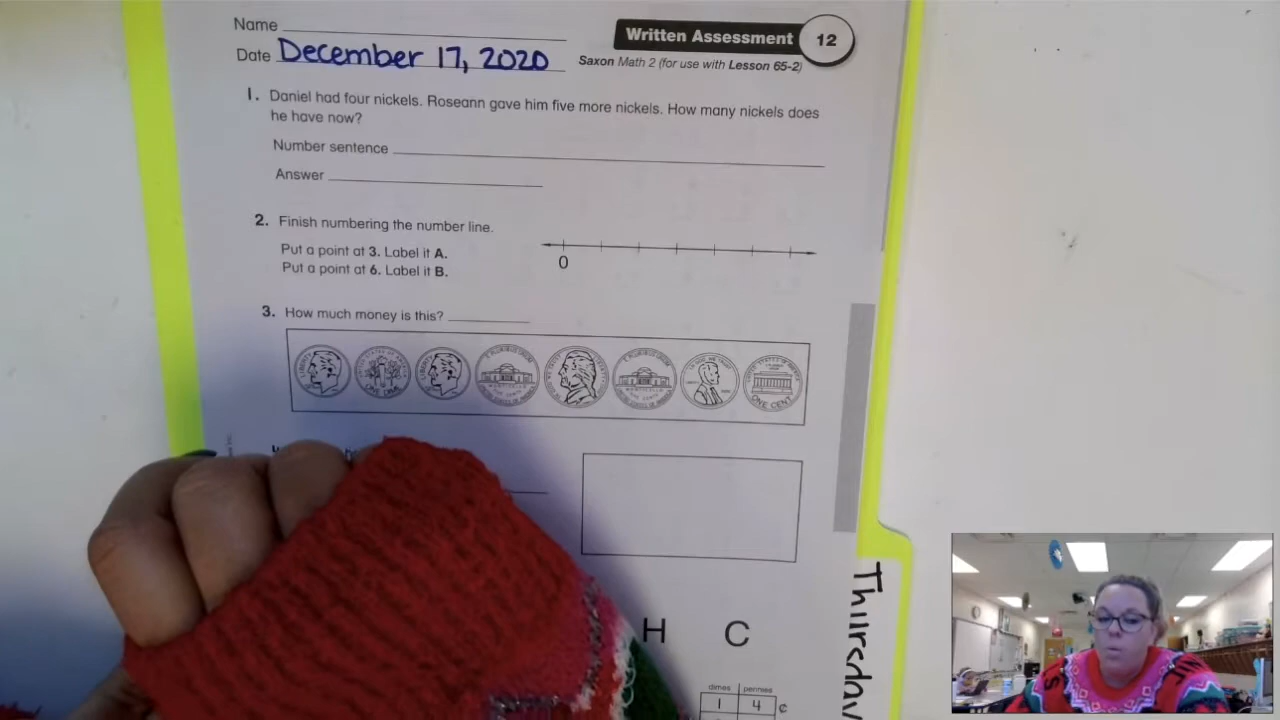 Name
Written Assessment 12
Date December 17, 2020
Saxon Math 2 (for use with Lesson 65-2)
1. Daniel had four nickels. Roseann gave him five more nickels. How many nickels does
he have now?
Number sentence
Answer
2. Finish numbering the number line.
Put a point at 3. Label it A.
Put a point at 6. Label it B.
0
3. How much money is this?
ONE CENT
H C
dimes pennies
1 4 ¢
Thursday